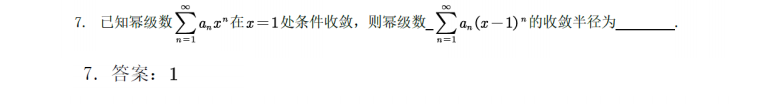 7. 已知幂级数$\sum_{n=1}^{\infty} a_n x^n$在$x=1$处条件收敛，则幂级数_$\sum_{n=1}^{\infty} a_n(x-1)^n$的收敛半径为______.
7. 答案：1